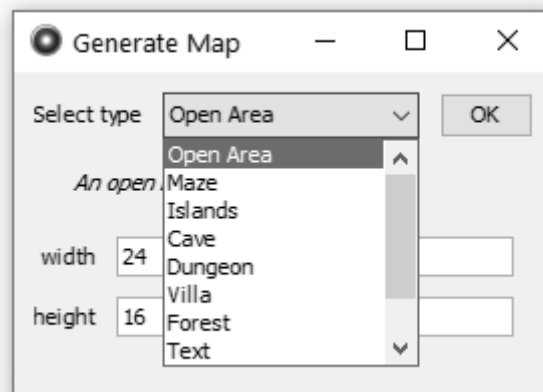 Generate Map
Select type Open Area OK
Open Area
An open
Maze
Islands
Cave
width 24
Dungeon
Villa
height 16
Forest
Text